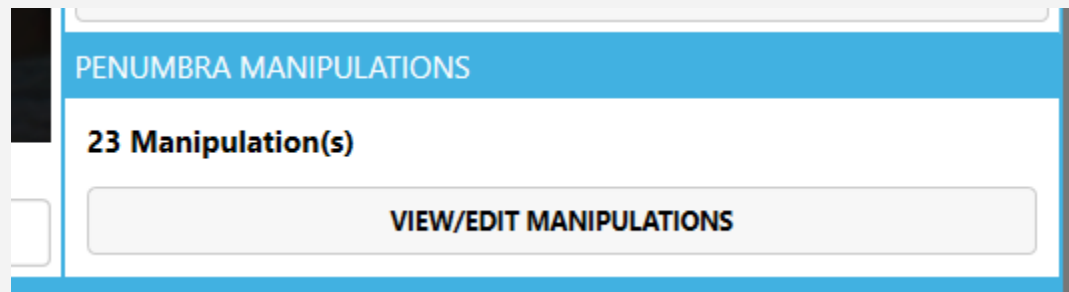 PENUMBRA MANIPULATIONS
23 Manipulation(s)
VIEW/EDIT MANIPULATIONS